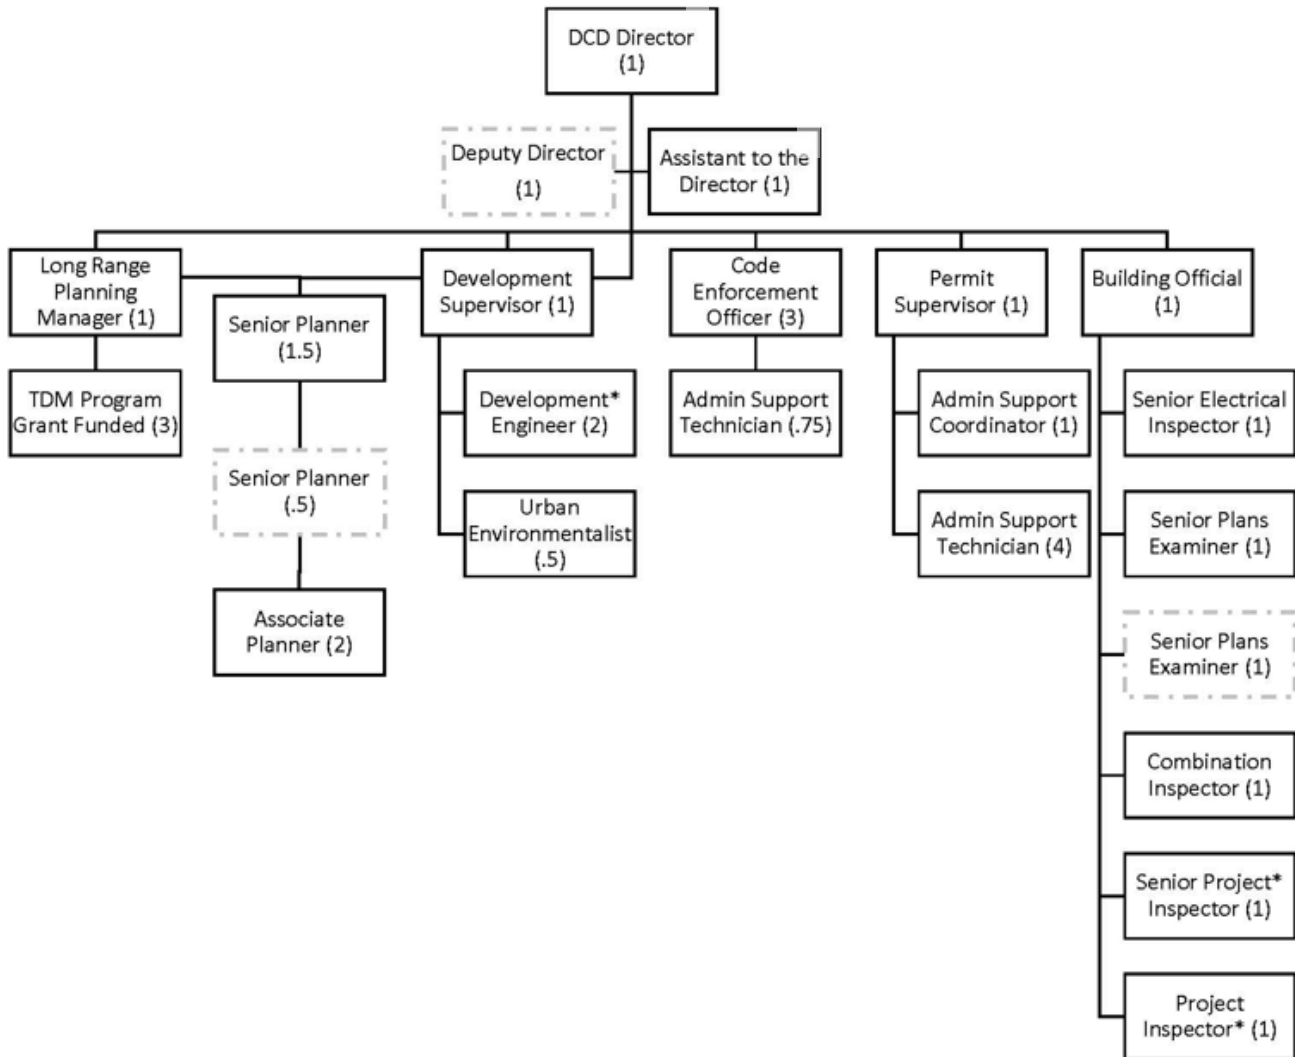 DCD Director
(1)
Deputy Director
(1)
Assistant to the
Director (1)
Long Range
Planning
Manager (1)
Senior Planner
(1.5)
Development
Supervisor (1)
Code
Enforcement
Officer (3)
Permit
Supervisor (1)
Building Official
(1)
TDM Program
Grant Funded (3)
Senior Planner
(.5)
Associate
Planner (2)
Development*
Engineer (2)
Urban
Environmentalist
(.5)
Admin Support
Technician (.75)
Admin Support
Coordinator (1)
Admin Support
Technician (4)
Senior Electrical
Inspector (1)
Senior Plans
Examiner (1)
Senior Plans
Examiner (1)
Combination
Inspector (1)
Senior Project*
Inspector (1)
Project
Inspector* (1)